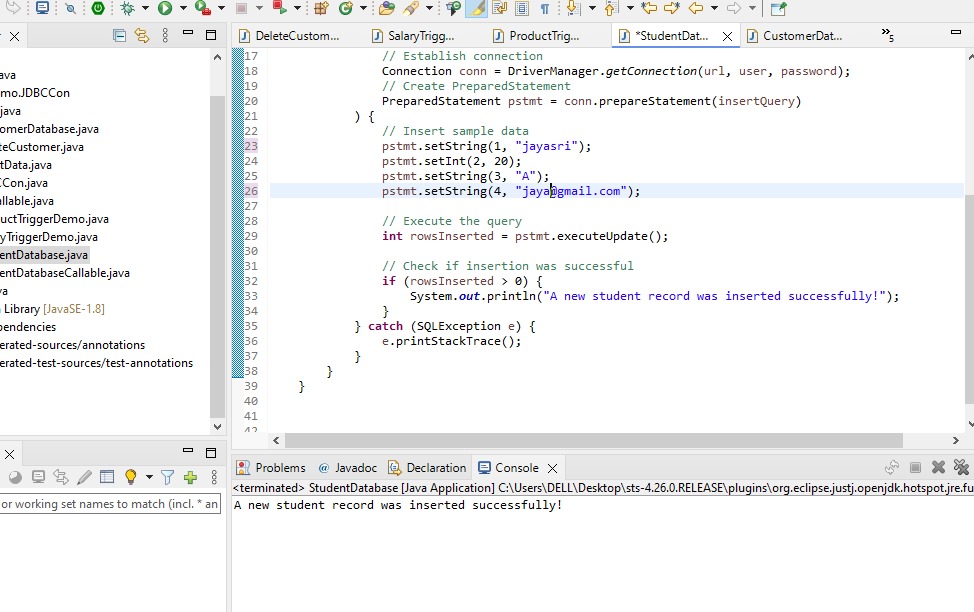 DeleteCustom...
SalaryTrigg...
ProductTrig...
*StudentDat...
CustomerDat...
»5
ava
mo.JDBCCon
java
omerDatabase.java
teCustomer.java
tData.java
CCon.java
allable.java
uctTriggerDemo.java
yTriggerDemo.java
entDatabase.java
entDatabaseCallable.java
va
Library [JavaSE-1.8]
pendencies
erated-sources/annotations
erated-test-sources/test-annotations
or working set names to match (incl. * an
17 // Establish connection
18 Connection conn = DriverManager.getConnection(url, user, password);
19 // Create PreparedStatement
20 PreparedStatement pstmt = conn.prepareStatement(insertQuery)
21 ) {
22 // Insert sample data
23 pstmt.setString(1, "jayasri");
24 pstmt.setInt(2, 20);
25 pstmt.setString(3, "A");
26 pstmt.setString(4, "jaya@gmail.com");
27
28 // Execute the query
29 int rowsInserted = pstmt.executeUpdate();
30
31 // Check if insertion was successful
32 if (rowsInserted > 0) {
33 System.out.println("A new student record was inserted successfully!");
34 }
35 } catch (SQLException e) {
36 e.printStackTrace();
37 }
38 }
39 }
40
41
42
Problems
@ Javadoc
Declaration
Console
<terminated> StudentDatabase [Java Application] C:\Users\DELL\Desktop\sts-4.26.0.RELEASE\plugins\org.eclipse.justj.openjdk.hotspot.jre.fu
A new student record was inserted successfully!